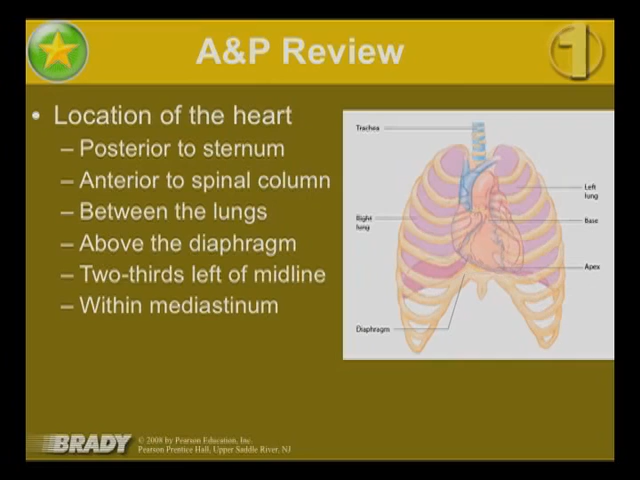 A&P Review
1
• Location of the heart
– Posterior to sternum
– Anterior to spinal column
– Between the lungs
– Above the diaphragm
– Two-thirds left of midline
– Within mediastinum
Trachea
Left
lung
Right
lung
Base
Apex
Diaphragm
BRADY
© 2008 by Pearson Education, Inc.
Pearson Prentice Hall, Upper Saddle River, NJ